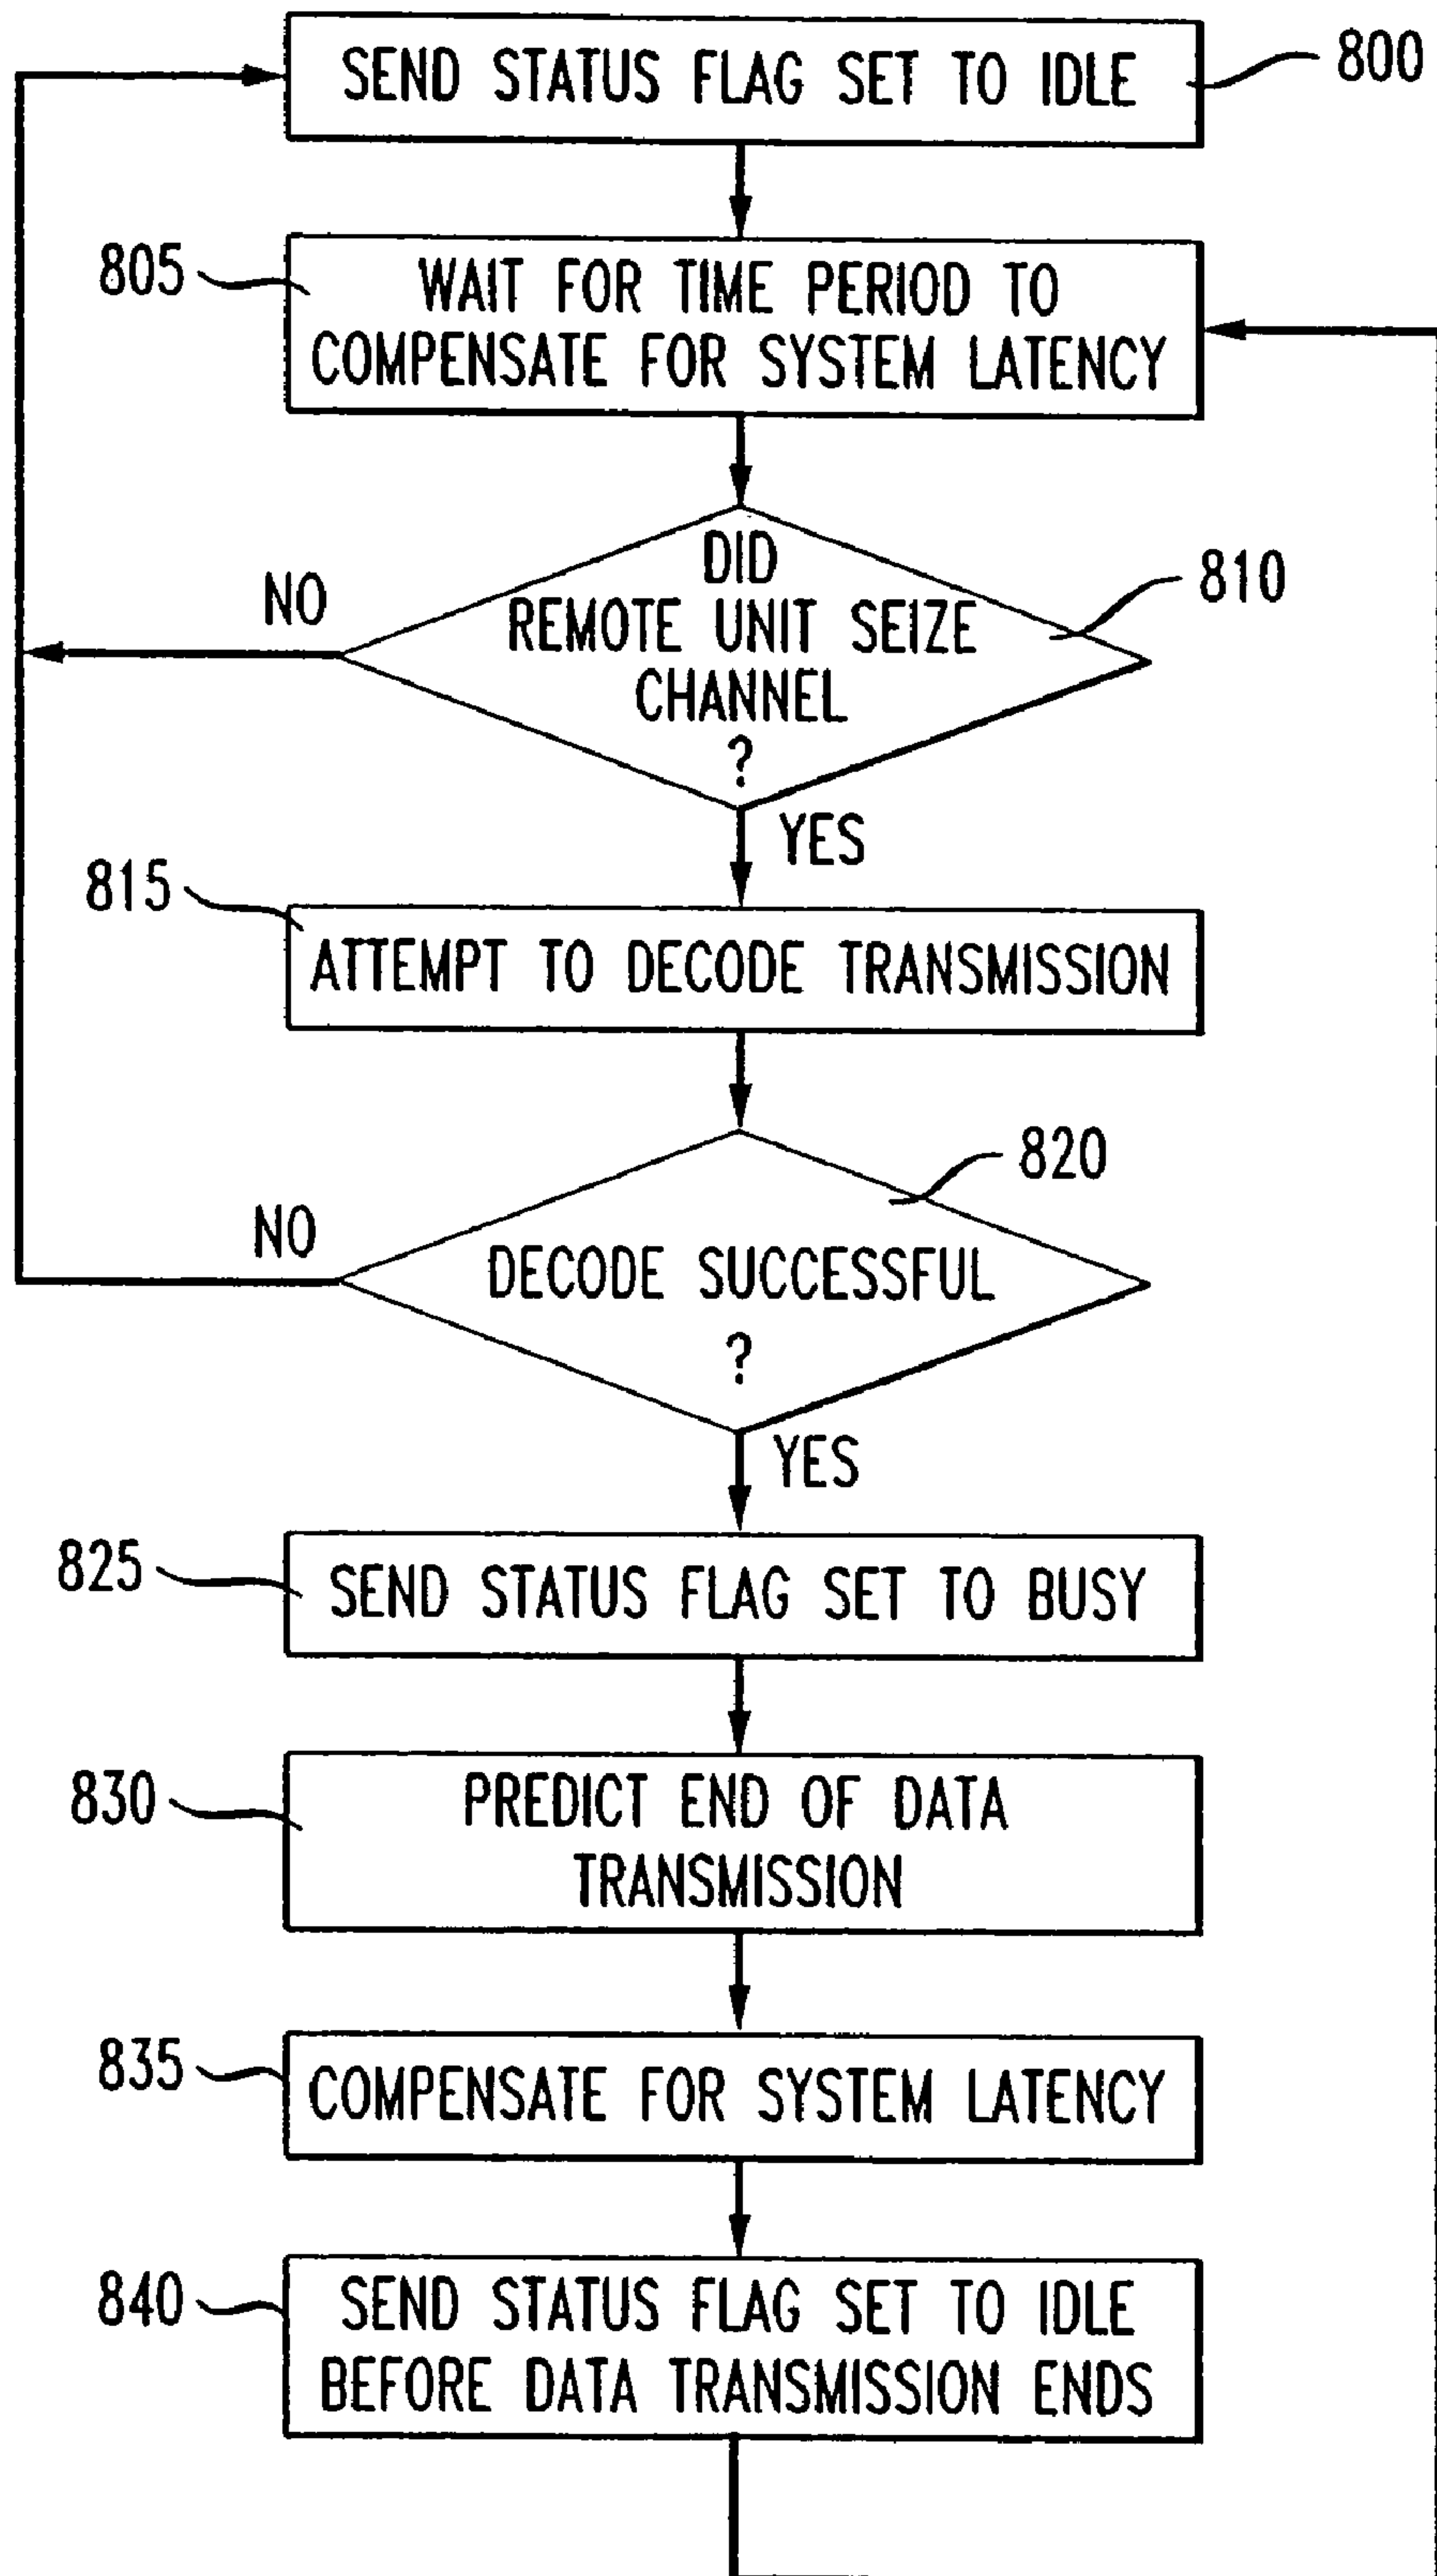 SEND STATUS FLAG SET TO IDLE
800
805
WAIT FOR TIME PERIOD TO
COMPENSATE FOR SYSTEM LATENCY
DID
REMOTE UNIT SEIZE
CHANNEL
?
810
NO
YES
815
ATTEMPT TO DECODE TRANSMISSION
820
NO
DECODE SUCCESSFUL
?
YES
825
SEND STATUS FLAG SET TO BUSY
830
PREDICT END OF DATA
TRANSMISSION
835
COMPENSATE FOR SYSTEM LATENCY
840
SEND STATUS FLAG SET TO IDLE
BEFORE DATA TRANSMISSION ENDS